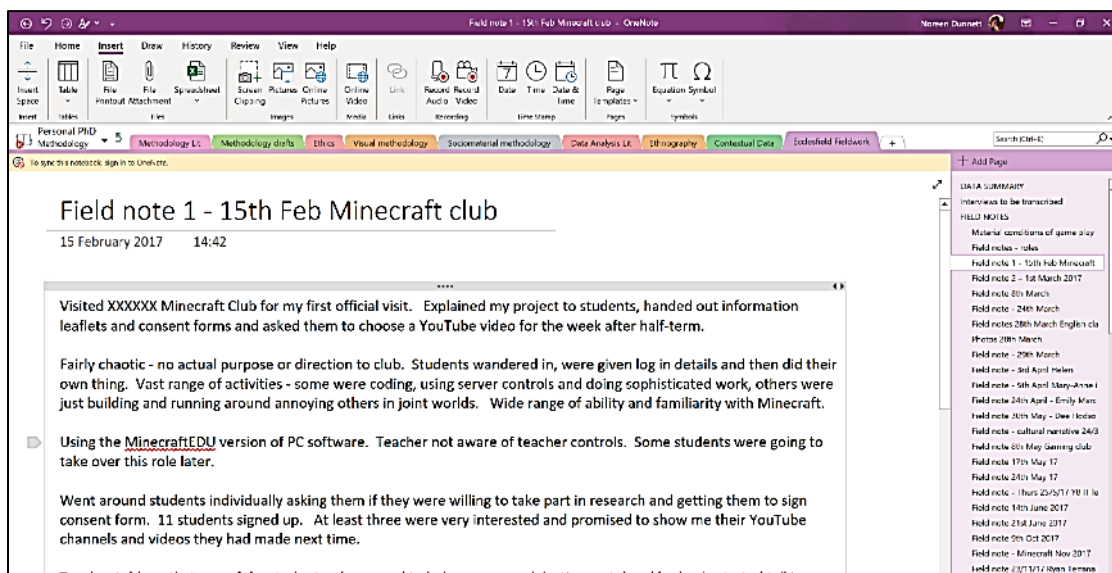 Field note 1 - 15th Feb Minecraft club - OneNote
Noreen Dunnett
File Home Insert Draw History Review View Help
Insert Space
Table
File Printout
File Attachment
Spreadsheet
Screen Clipping
Pictures
Online Pictures
Online Video
Link
Record Audio
Record Video
Date
Time
Date & Time
Page Templates
Equation
Symbol
Insert Tables Files Images Media Links Recording Time Stamp Pages Symbols
Personal PhD Methodology
Methodology Lit Methodology drafts Ethics Visual methodology Sociomaterial methodology Data Analysis Lit Ethnography Contextual Data Ecclesfield Fieldwork +
Search (Ctrl+E)
To sync this notebook, sign in to OneNote.
+ Add Page
Field note 1 - 15th Feb Minecraft club
15 February 2017 14:42
Visited XXXXXX Minecraft Club for my first official visit. Explained my project to students, handed out information
leaflets and consent forms and asked them to choose a YouTube video for the week after half-term.
Fairly chaotic - no actual purpose or direction to club. Students wandered in, were given log in details and then did their
own thing. Vast range of activities - some were coding, using server controls and doing sophisticated work, others were
just building and running around annoying others in joint worlds. Wide range of ability and familiarity with Minecraft.
Using the MinecraftEDU version of PC software. Teacher not aware of teacher controls. Some students were going to
take over this role later.
Went around students individually asking them if they were willing to take part in research and getting them to sign
consent form. 11 students signed up. At least three were very interested and promised to show me their YouTube
channels and videos they had made next time.
DATA SUMMARY
Interviews to be transcribed
FIELD NOTES
Material conditions of game play
Field notes - roles
Field note 1 - 15th Feb Minecraft
Field note 2 - 1st March 2017
Field note 8th March
Field note - 24th March
Field notes 28th March English cla
Photos 28th March
Field note - 29th March
Field note - 3rd April Helen
Field note - 5th April Mary-Anne
Field note 24th April - Emily Marc
Field note 30th May - Dee
Field note - cultural narrative 24/3
Field note 8th May Gaming club
Field note 17th May 17
Field note 24th May 17
Field note - Thurs 25/5/17 Y8
Field note 14th June 2017
Field note 21st June 2017
Field note 9th Oct 2017
Field note - Minecraft Nov 2017
Field note 23/11/17 Ryan